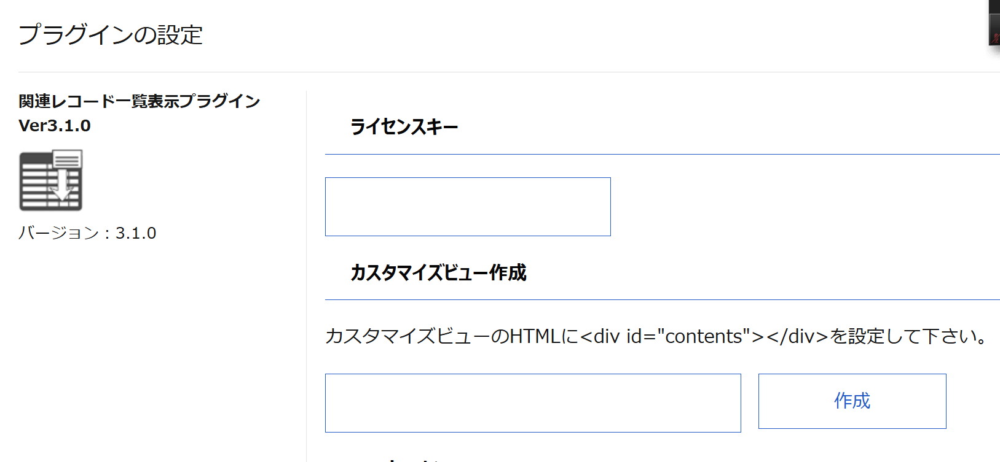 プラグインの設定
関連レコード一覧表示プラグイン
Ver3.1.0
バージョン：3.1.0
ライセンスキー
カスタマイズビュー作成
カスタマイズビューのHTMLに<div id="contents"></div>を設定して下さい。
作成